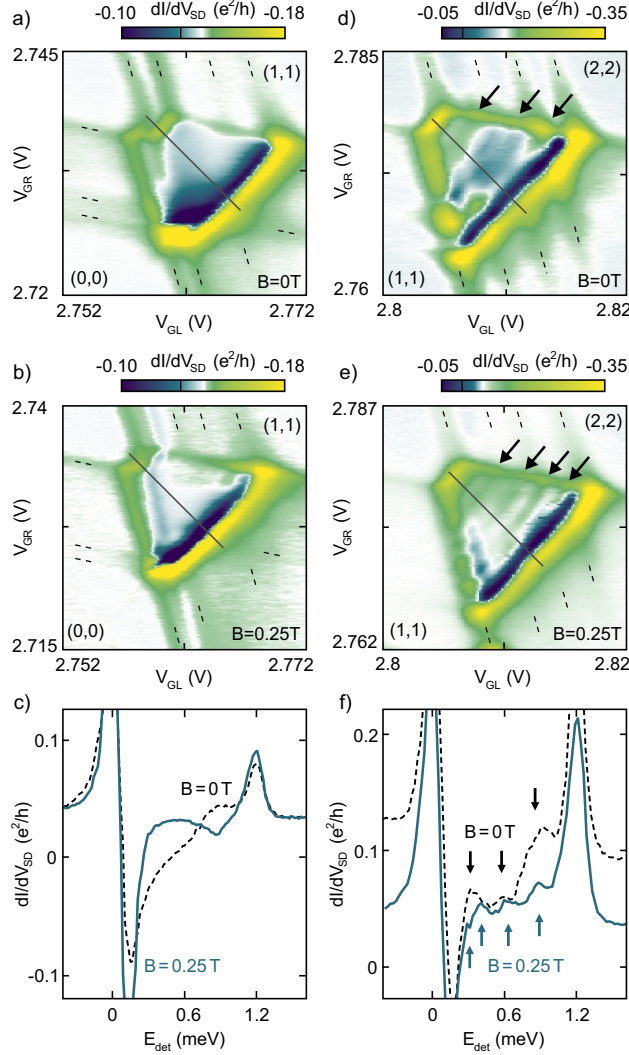 a)
dI/dV_SD (e²/h)
-0.10
-0.18
2.745
(1,1)
V_GR (V)
(0,0)
B=0T
2.72
2.752
2.772
V_GL (V)
d)
dI/dV_SD (e²/h)
-0.05
-0.35
2.785
(2,2)
V_GR (V)
(1,1)
B=0T
2.76
2.8
2.82
V_GL (V)
b)
dI/dV_SD (e²/h)
-0.10
-0.18
2.74
(1,1)
V_GR (V)
(0,0)
B=0.25T
2.715
2.752
2.772
V_GL (V)
e)
dI/dV_SD (e²/h)
-0.05
-0.35
2.787
(2,2)
V_GR (V)
(1,1)
B=0.25T
2.762
2.8
2.82
V_GL (V)
c)
0.1
B=0T
dI/dV_SD (e²/h)
0
-0.1
B=0.25T
0
0.6
1.2
E_det (meV)
f)
0.2
B=0T
dI/dV_SD (e²/h)
0.1
B=0.25T
0
0
0.6
1.2
E_det (meV)